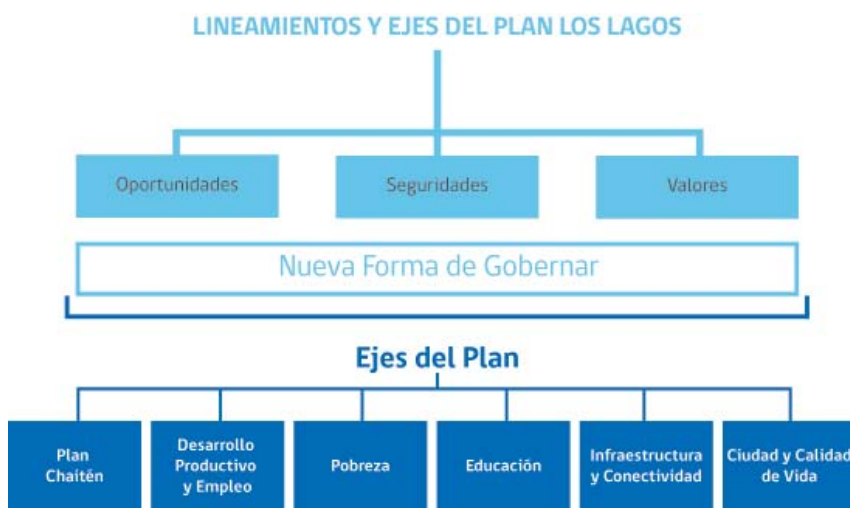 LINEAMIENTOS Y EJES DEL PLAN LOS LAGOS
Oportunidades
Seguridades
Valores
Nueva Forma de Gobernar
Ejes del Plan
Plan
Chaitén
Desarrollo
Productivo
y Empleo
Pobreza
Educación
Infraestructura
y Conectividad
Ciudad y Calidad
de Vida